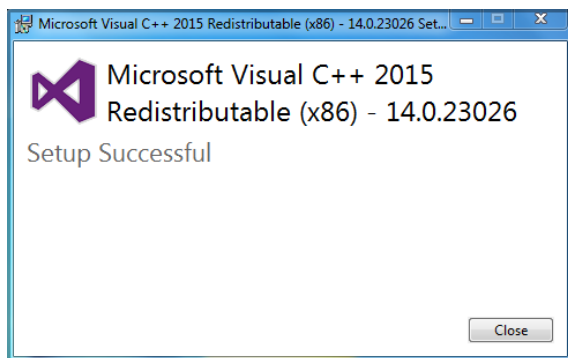 Microsoft Visual C++ 2015 Redistributable (x86) - 14.0.23026 Set...
Microsoft Visual C++ 2015
Redistributable (x86) - 14.0.23026
Setup Successful
Close